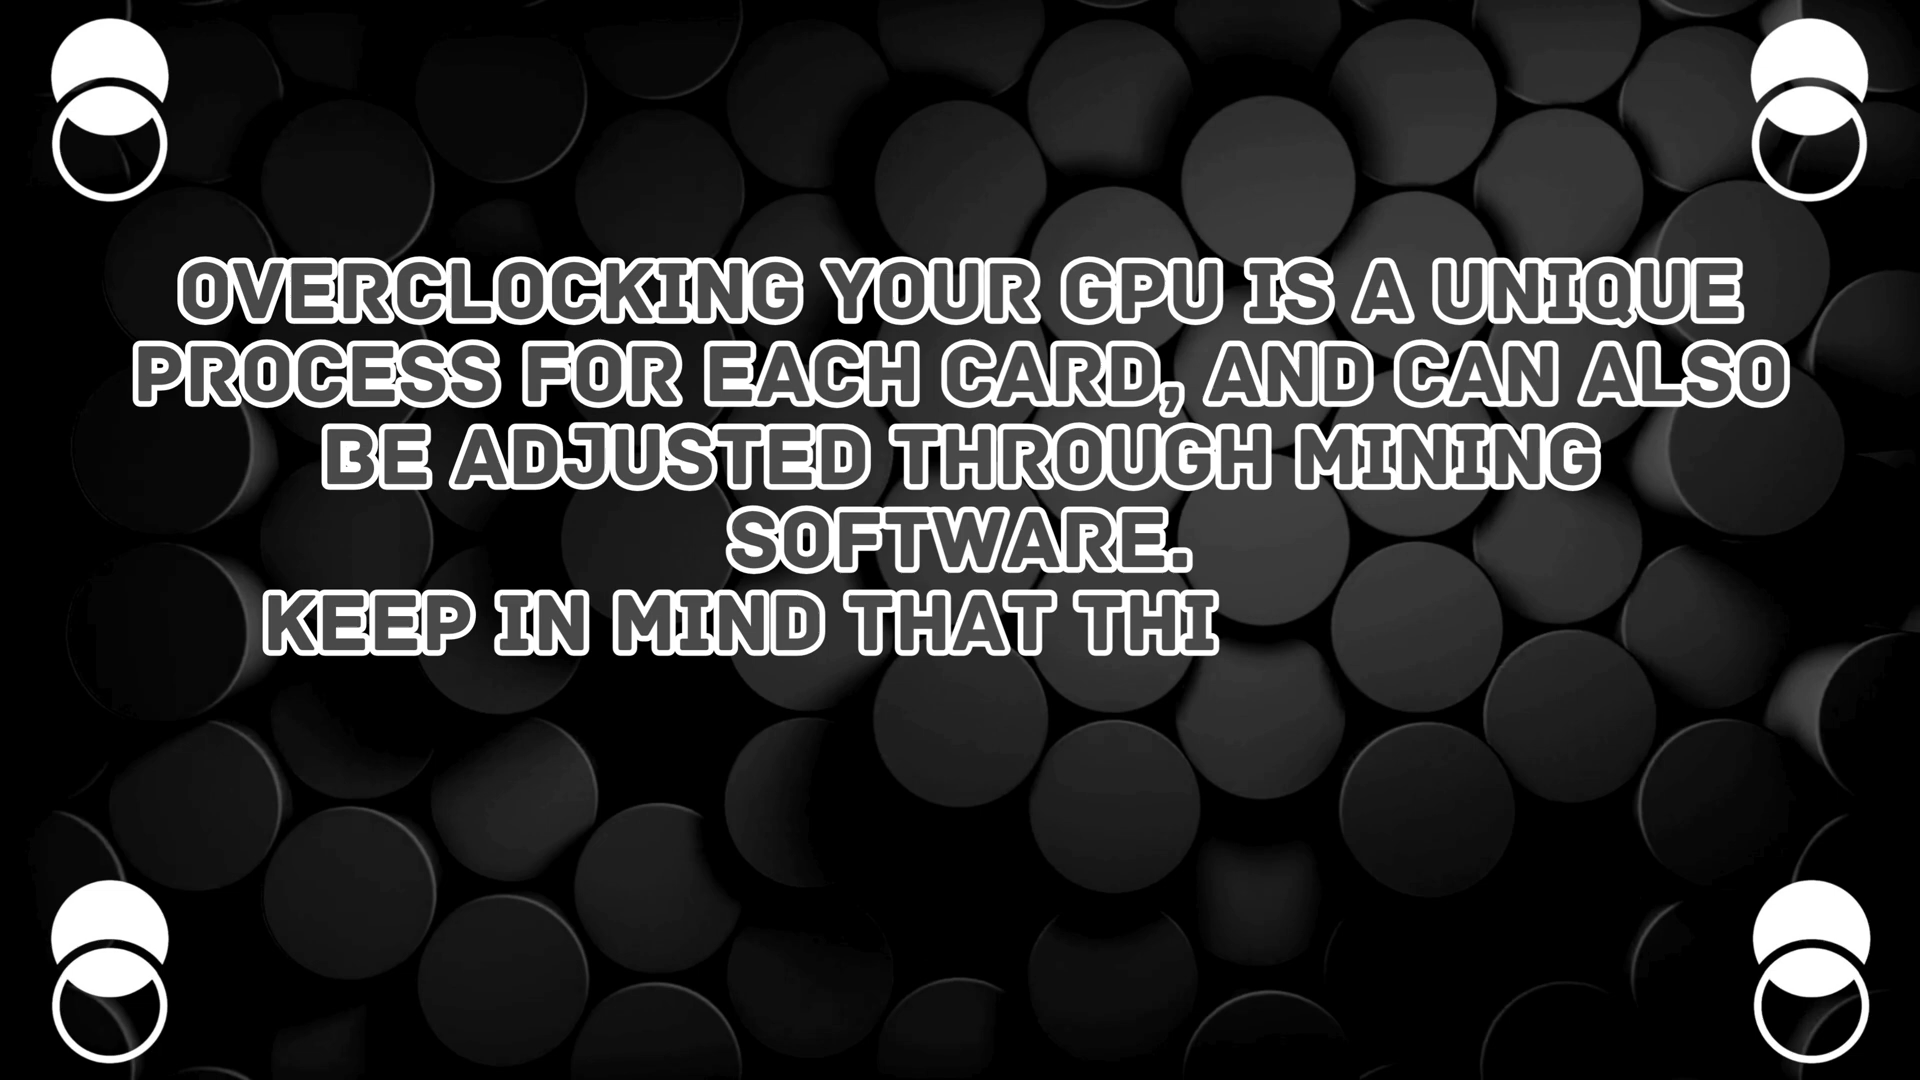 OVERCLOCKING YOUR GPU IS A UNIQUE
PROCESS FOR EACH CARD, AND CAN ALSO
BE ADJUSTED THROUGH MINING
SOFTWARE.
KEEP IN MIND THAT THI